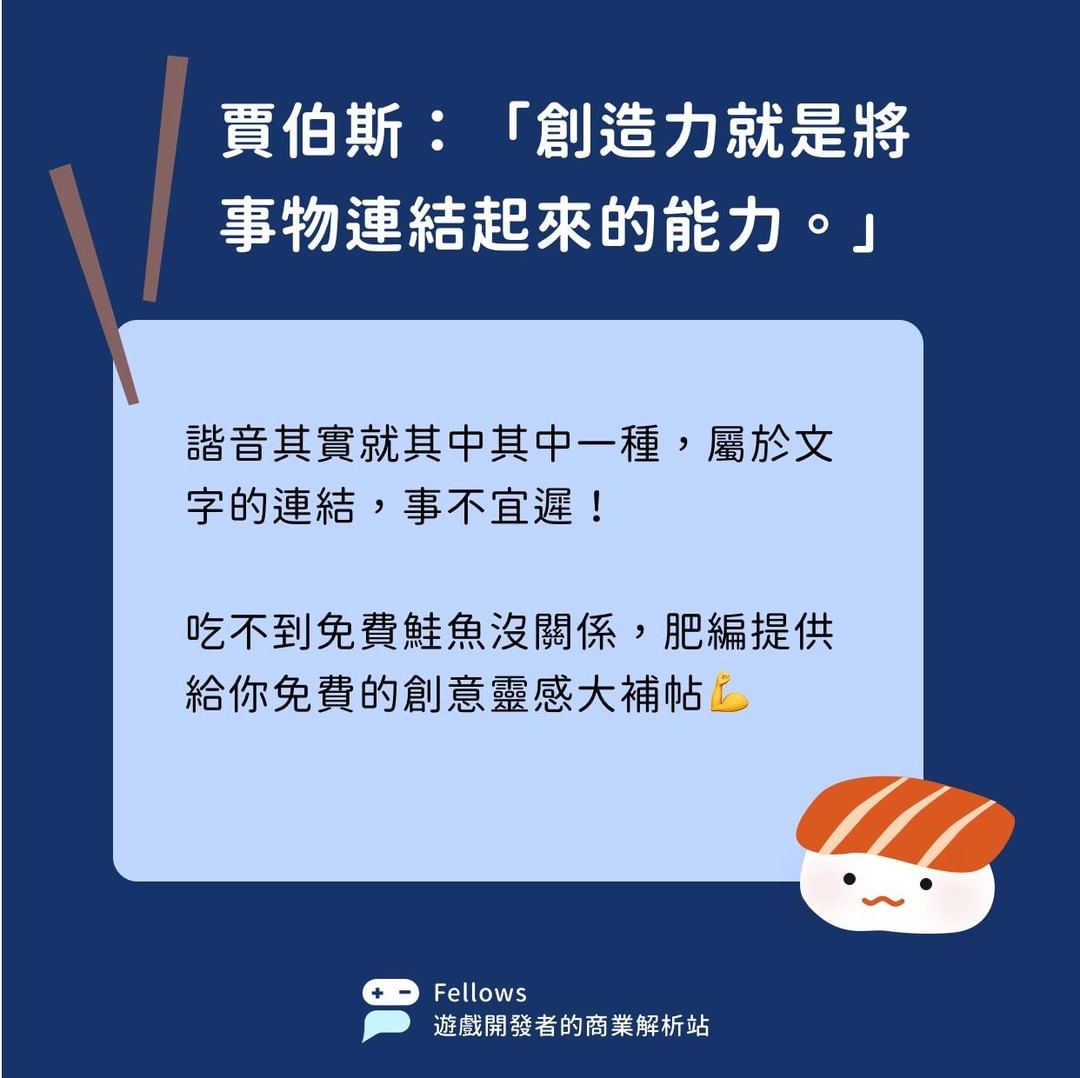 賈伯斯：「創造力就是將
事物連結起來的能力。」
諧音其實就其中其中一種，屬於文
字的連結，事不宜遲！
吃不到免費鮭魚沒關係，肥編提供
給你免費的創意靈感大補帖💪
Fellows
遊戲開發者的商業解析站